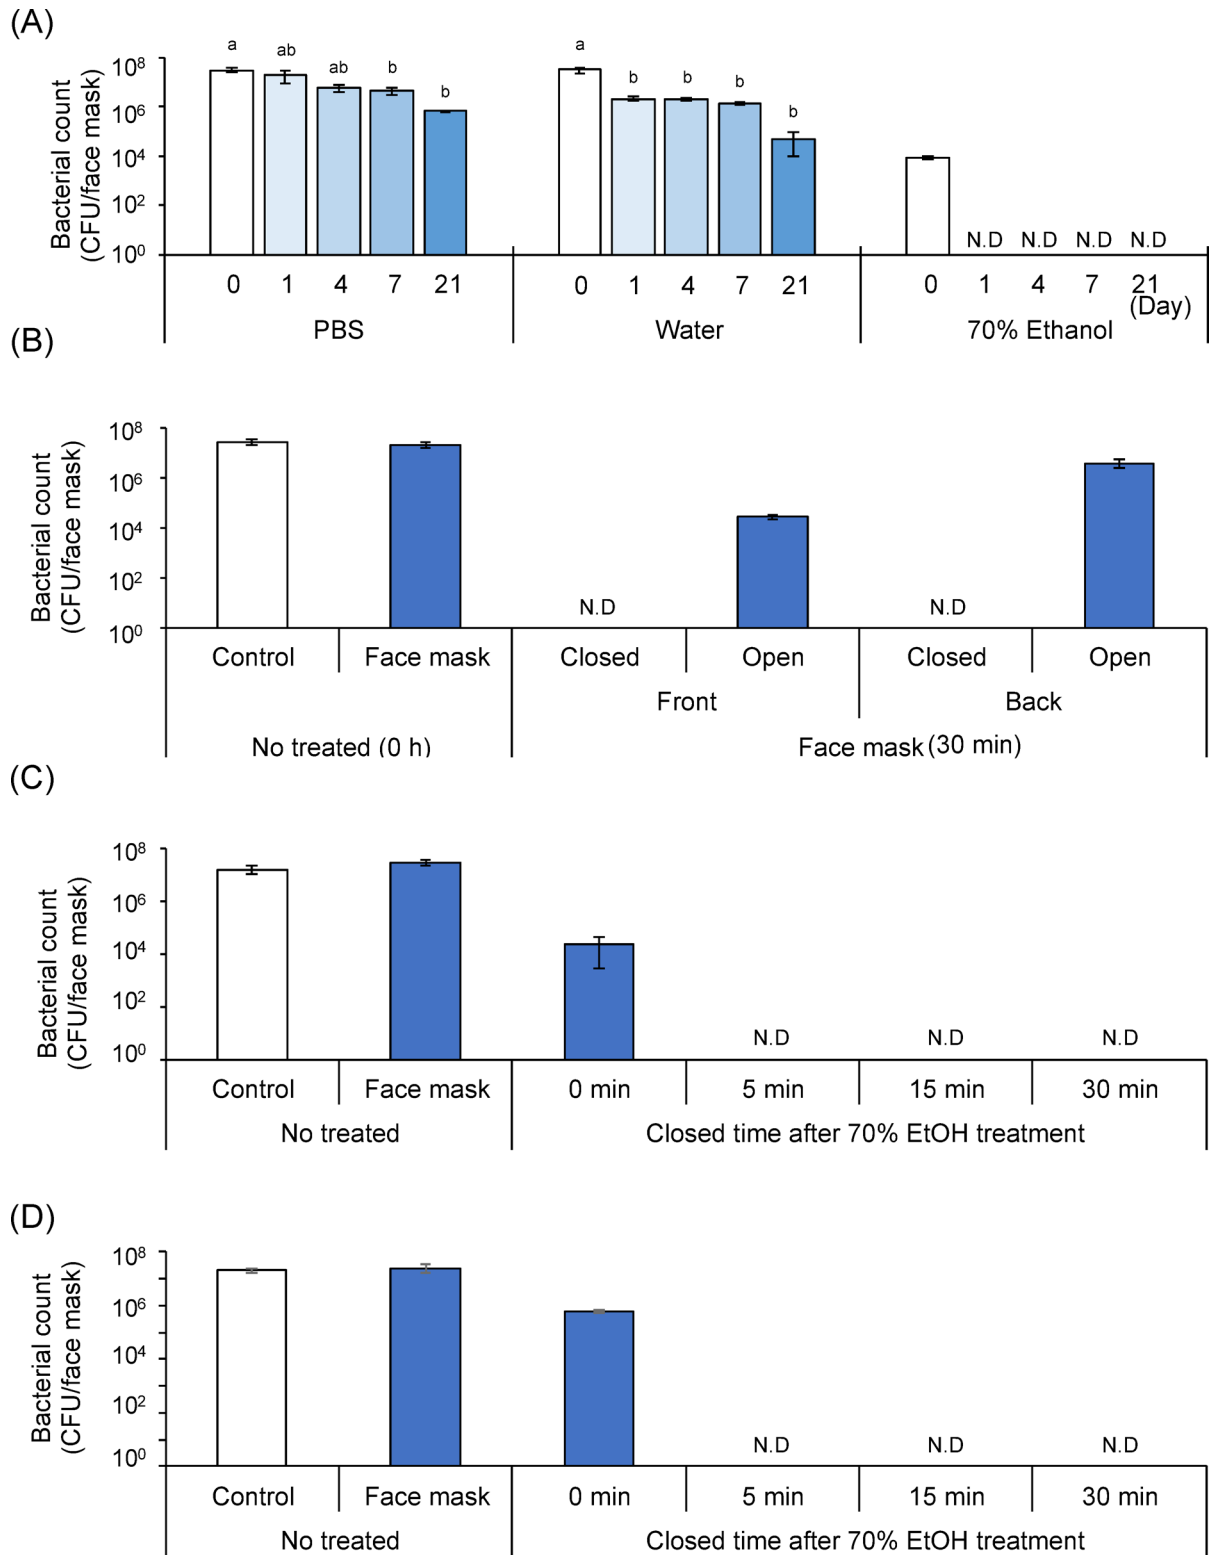 (A)
Bacterial count
(CFU/face mask)
10⁸
10⁶
10⁴
10²
10⁰
a
ab
ab
b
b
a
b
b
b
b
N.D N.D N.D N.D
0 1 4 7 21
0 1 4 7 21
0 1 4 7 21
(Day)
PBS
Water
70% Ethanol
(B)
Bacterial count
(CFU/face mask)
10⁸
10⁶
10⁴
10²
10⁰
N.D
N.D
Control
Face mask
Closed
Open
Closed
Open
Front
Back
No treated (0 h)
Face mask (30 min)
(C)
Bacterial count
(CFU/face mask)
10⁸
10⁶
10⁴
10²
10⁰
N.D
N.D
N.D
Control
Face mask
0 min
5 min
15 min
30 min
No treated
Closed time after 70% EtOH treatment
(D)
Bacterial count
(CFU/face mask)
10⁸
10⁶
10⁴
10²
10⁰
N.D
N.D
N.D
Control
Face mask
0 min
5 min
15 min
30 min
No treated
Closed time after 70% EtOH treatment